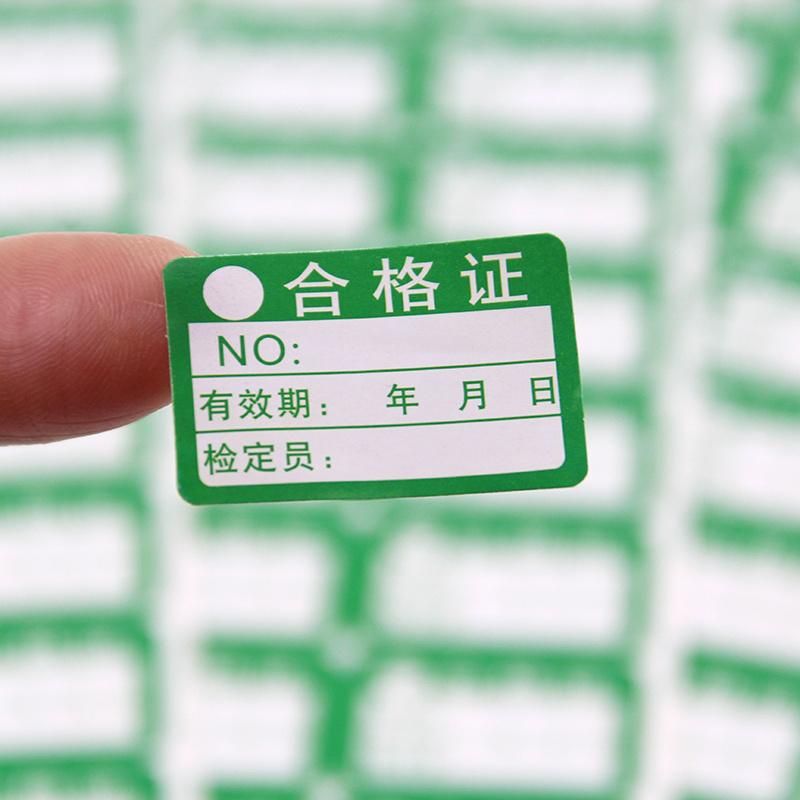 合格证
NO:
有效期： 年 月 日
检定员：